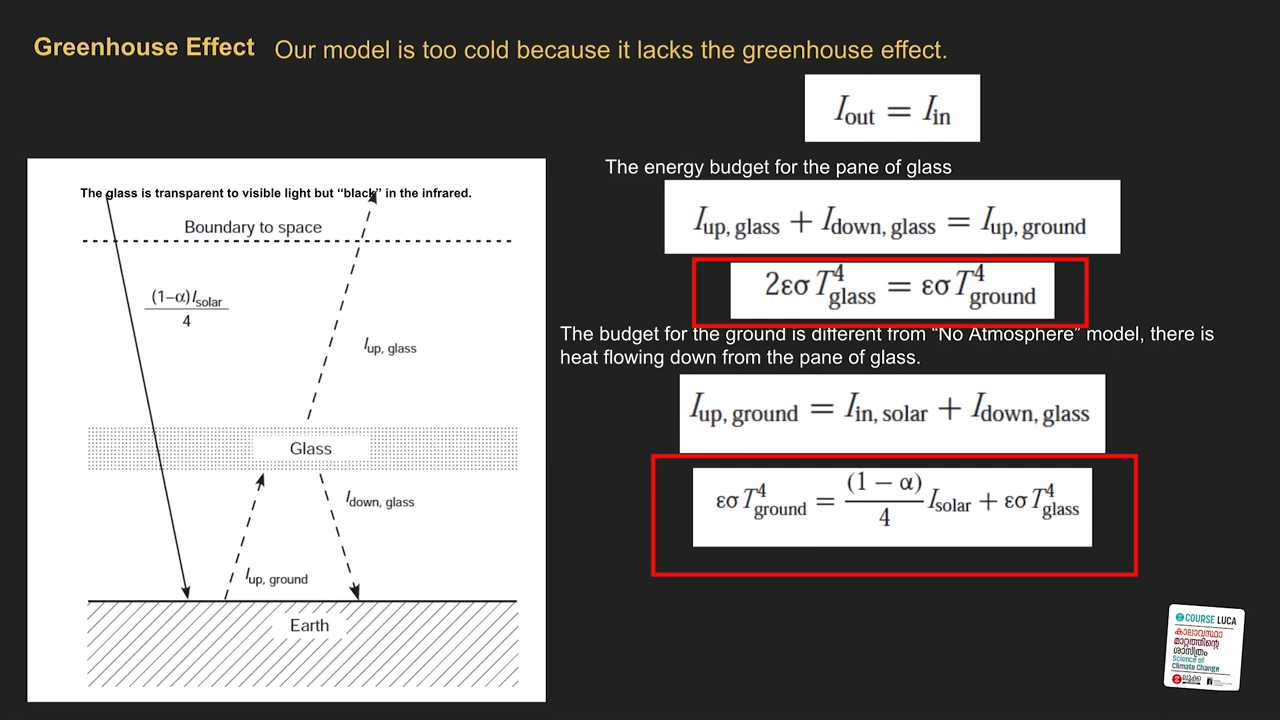 Greenhouse Effect Our model is too cold because it lacks the greenhouse effect.
I_out = I_in
The energy budget for the pane of glass
I_up, glass + I_down, glass = I_up, ground
2εσT⁴_glass = εσT⁴_ground
The budget for the ground is different from “No Atmosphere” model, there is
heat flowing down from the pane of glass.
I_up, ground = I_in, solar + I_down, glass
εσT⁴_ground = (1 − α)/4 I_solar + εσT⁴_glass
The glass is transparent to visible light but “black” in the infrared.
Boundary to space
(1−α)I_solar
4
I_up, glass
Glass
I_down, glass
I_up, ground
Earth
COURSE LUCA
കാലാവസ്ഥാ
മാറ്റത്തിന്റെ
ശാസ്ത്രം
Science of
Climate Change
ലൂക്ക